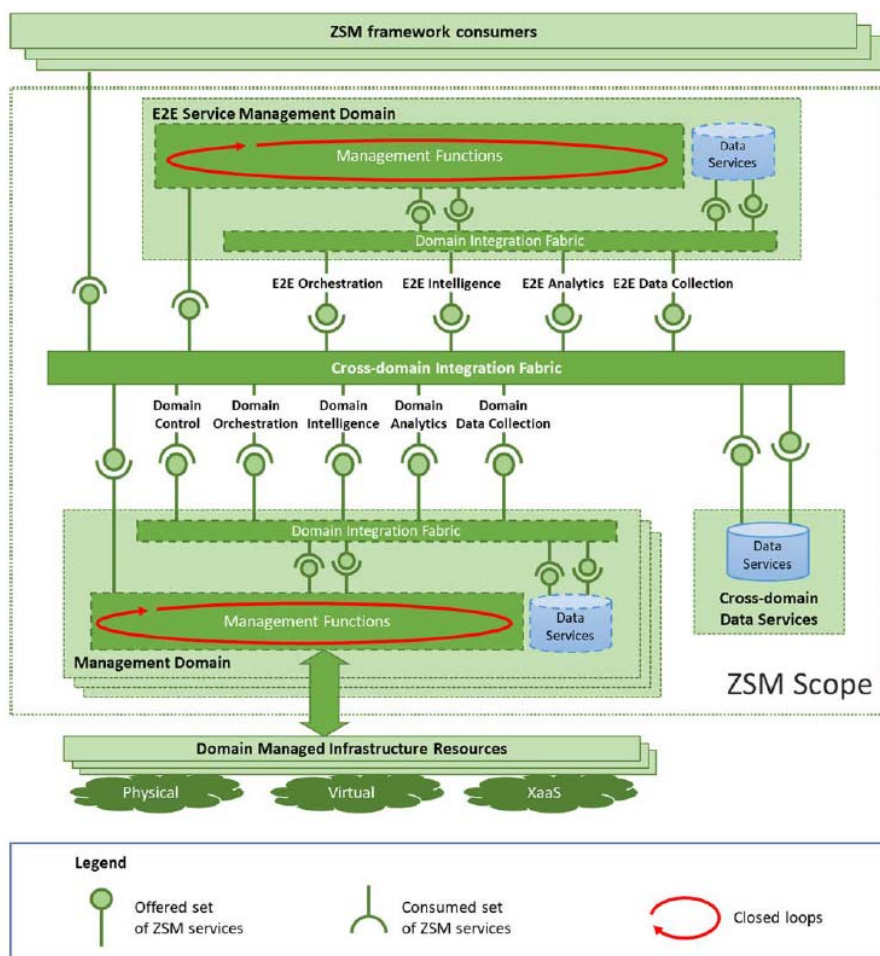 ZSM framework consumers
E2E Service Management Domain
Management Functions
Data
Services
Domain Integration Fabric
E2E Orchestration
E2E Intelligence
E2E Analytics
E2E Data Collection
Cross-domain Integration Fabric
Domain
Control
Domain
Orchestration
Domain
Intelligence
Domain
Analytics
Domain
Data Collection
Domain Integration Fabric
Management Functions
Data
Services
Management Domain
Data
Services
Cross-domain
Data Services
ZSM Scope
Domain Managed Infrastructure Resources
Physical
Virtual
XaaS
Legend
Offered set
of ZSM services
Consumed set
of ZSM services
Closed loops